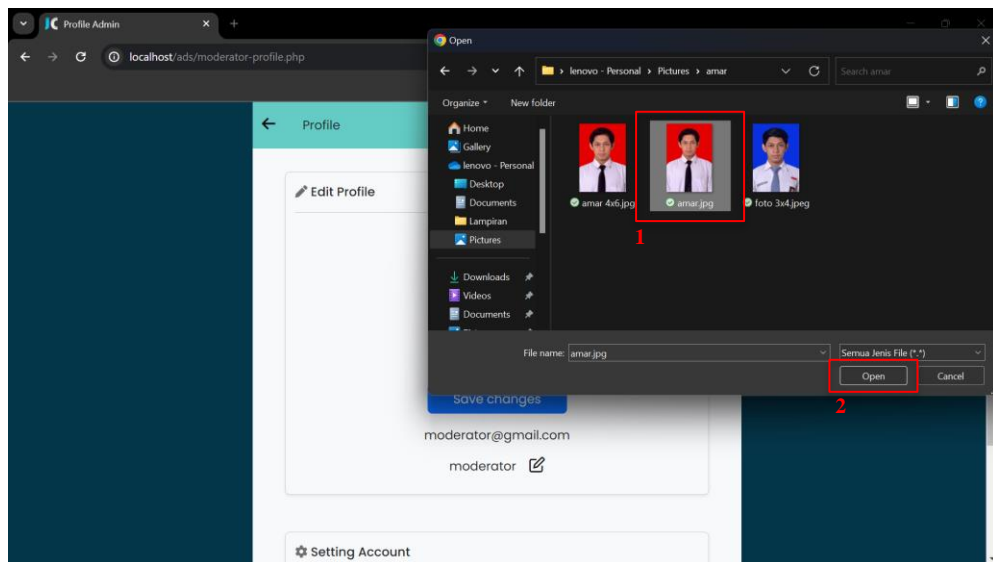 Profile Admin
Open
localhost/ads/moderator-profile.php
lenovo - Personal > Pictures > amar
Search amar
Organize
New folder
Profile
Home
Gallery
lenovo - Personal
Desktop
Documents
Lampiran
Pictures
Downloads
Videos
Documents
amar 4x6.jpg
amar.jpg
foto 3x4.jpeg
1
Edit Profile
File name: amar.jpg
Semua Jenis File (*.*)
Open
Cancel
2
Save changes
moderator@gmail.com
moderator
Setting Account